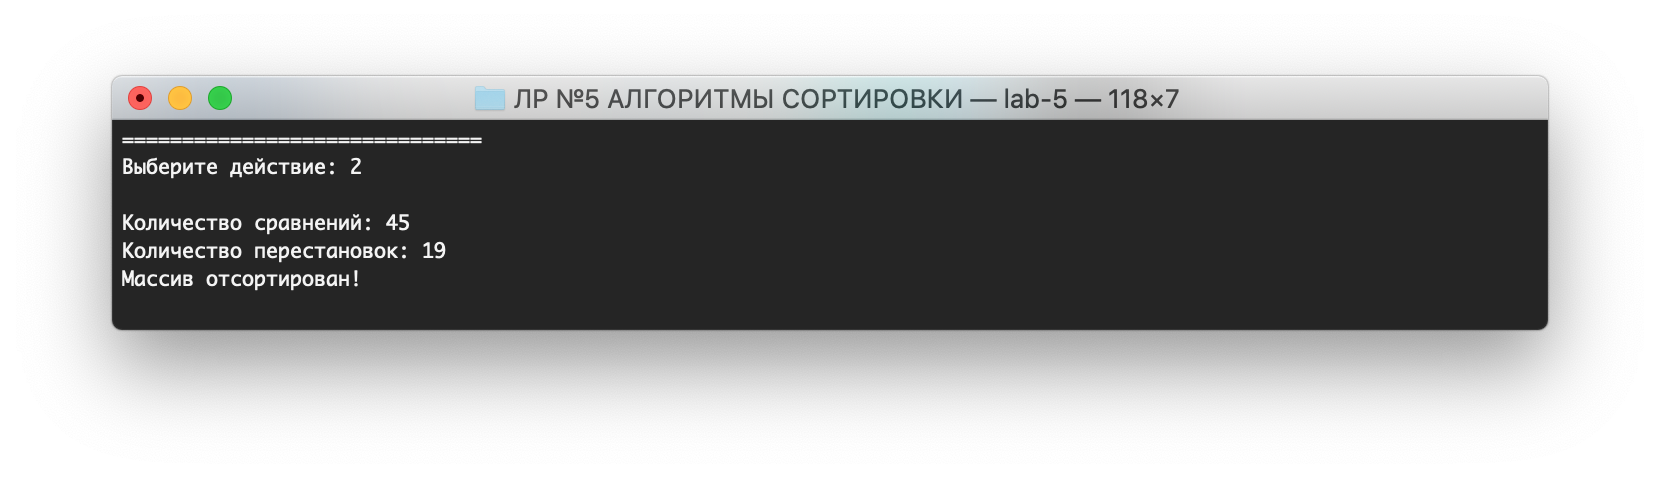 ЛР №5 АЛГОРИТМЫ СОРТИРОВКИ — lab-5 — 118×7
==============================
Выберите действие: 2
Количество сравнений: 45
Количество перестановок: 19
Массив отсортирован!